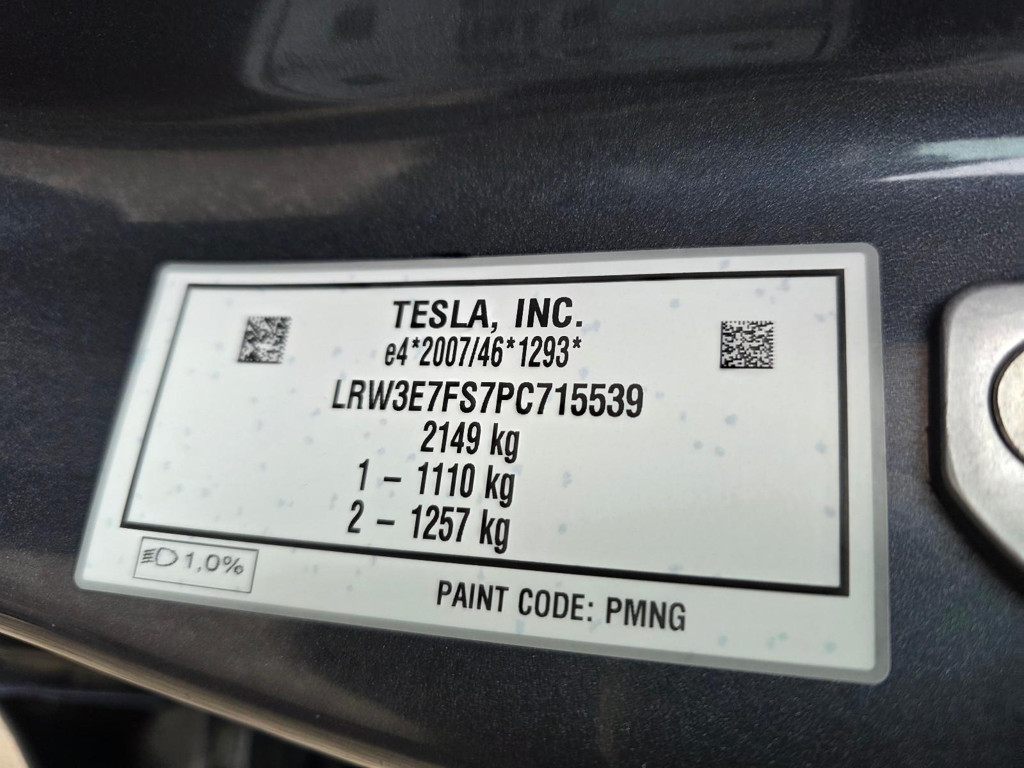 TESLA, INC.
e4*2007/46*1293*
LRW3E7FS7PC715539
2149 kg
1 – 1110 kg
2 – 1257 kg
1,0%
PAINT CODE: PMNG